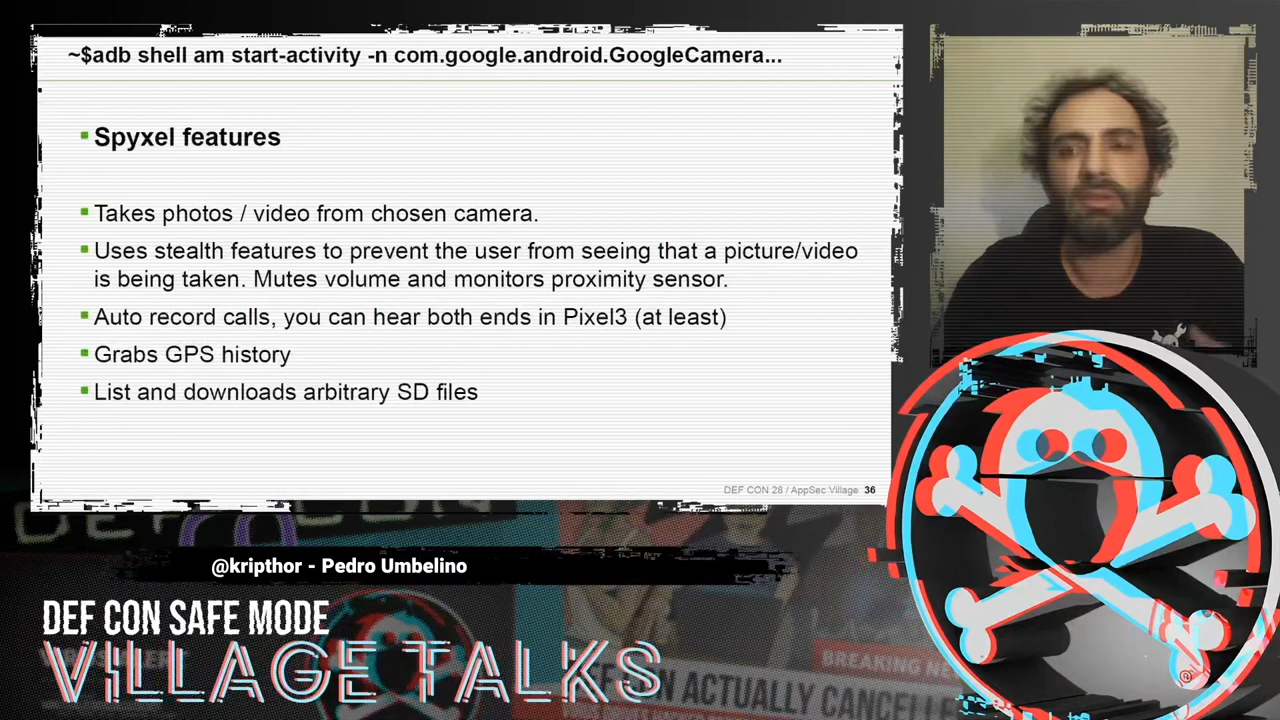 ~$adb shell am start-activity -n com.google.android.GoogleCamera...
Spyxel features
Takes photos / video from chosen camera.
Uses stealth features to prevent the user from seeing that a picture/video
is being taken. Mutes volume and monitors proximity sensor.
Auto record calls, you can hear both ends in Pixel3 (at least)
Grabs GPS history
List and downloads arbitrary SD files
DEF CON 28 / AppSec Village 36
DEF CON
@kripthor - Pedro Umbelino
DEF CON SAFE MODE
VILLAGE TALKS
BREAKING
CON ACTUALLY
®